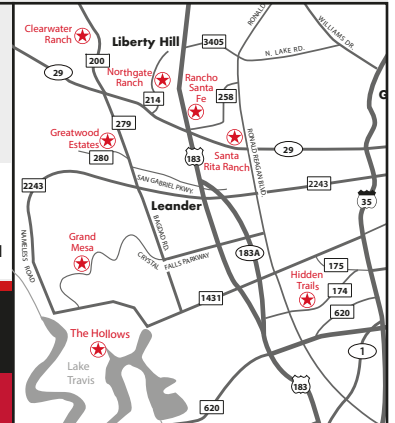 Clearwater
Ranch
Liberty Hill
3405
RONALD
WILLIAMS DR.
N. LAKE RD.
200
29
Northgate
Ranch
214
Rancho
Santa
Fe
258
G
279
Greatwood
Estates
280
183
Santa
Rita Ranch
RONALD REAGAN BLVD.
29
2243
SAN GABRIEL PKWY.
2243
35
Leander
NAMELESS ROAD
BAGDAD RD.
Grand
Mesa
CRYSTAL FALLS PARKWAY
183A
175
Hidden
Trails
174
1431
620
The Hollows
1
Lake
Travis
183
620